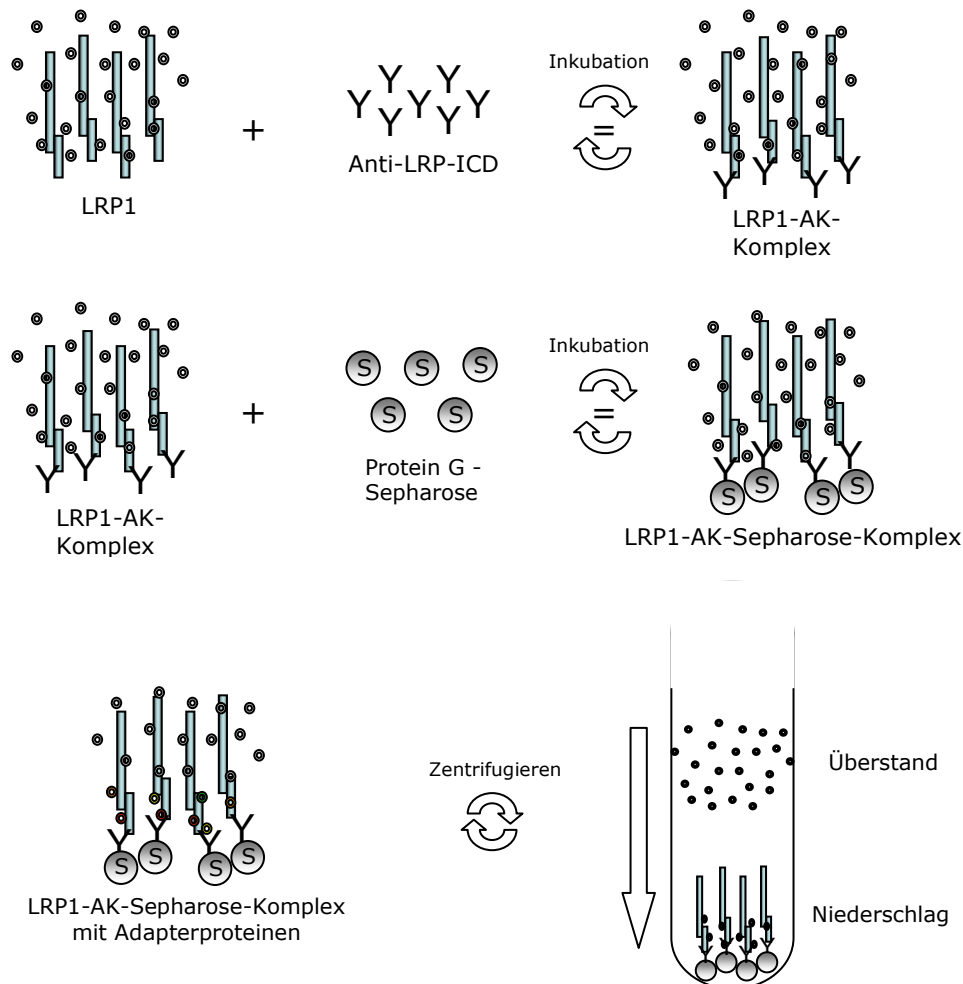 Inkubation
+
=
LRP1
Anti-LRP-ICD
LRP1-AK-
Komplex
Inkubation
S S S
+
=
S S
Protein G -
Sepharose
LRP1-AK-
Komplex
S S S S
LRP1-AK-Sepharose-Komplex
Zentrifugieren
Überstand
S S S S
LRP1-AK-Sepharose-Komplex
mit Adapterproteinen
Niederschlag